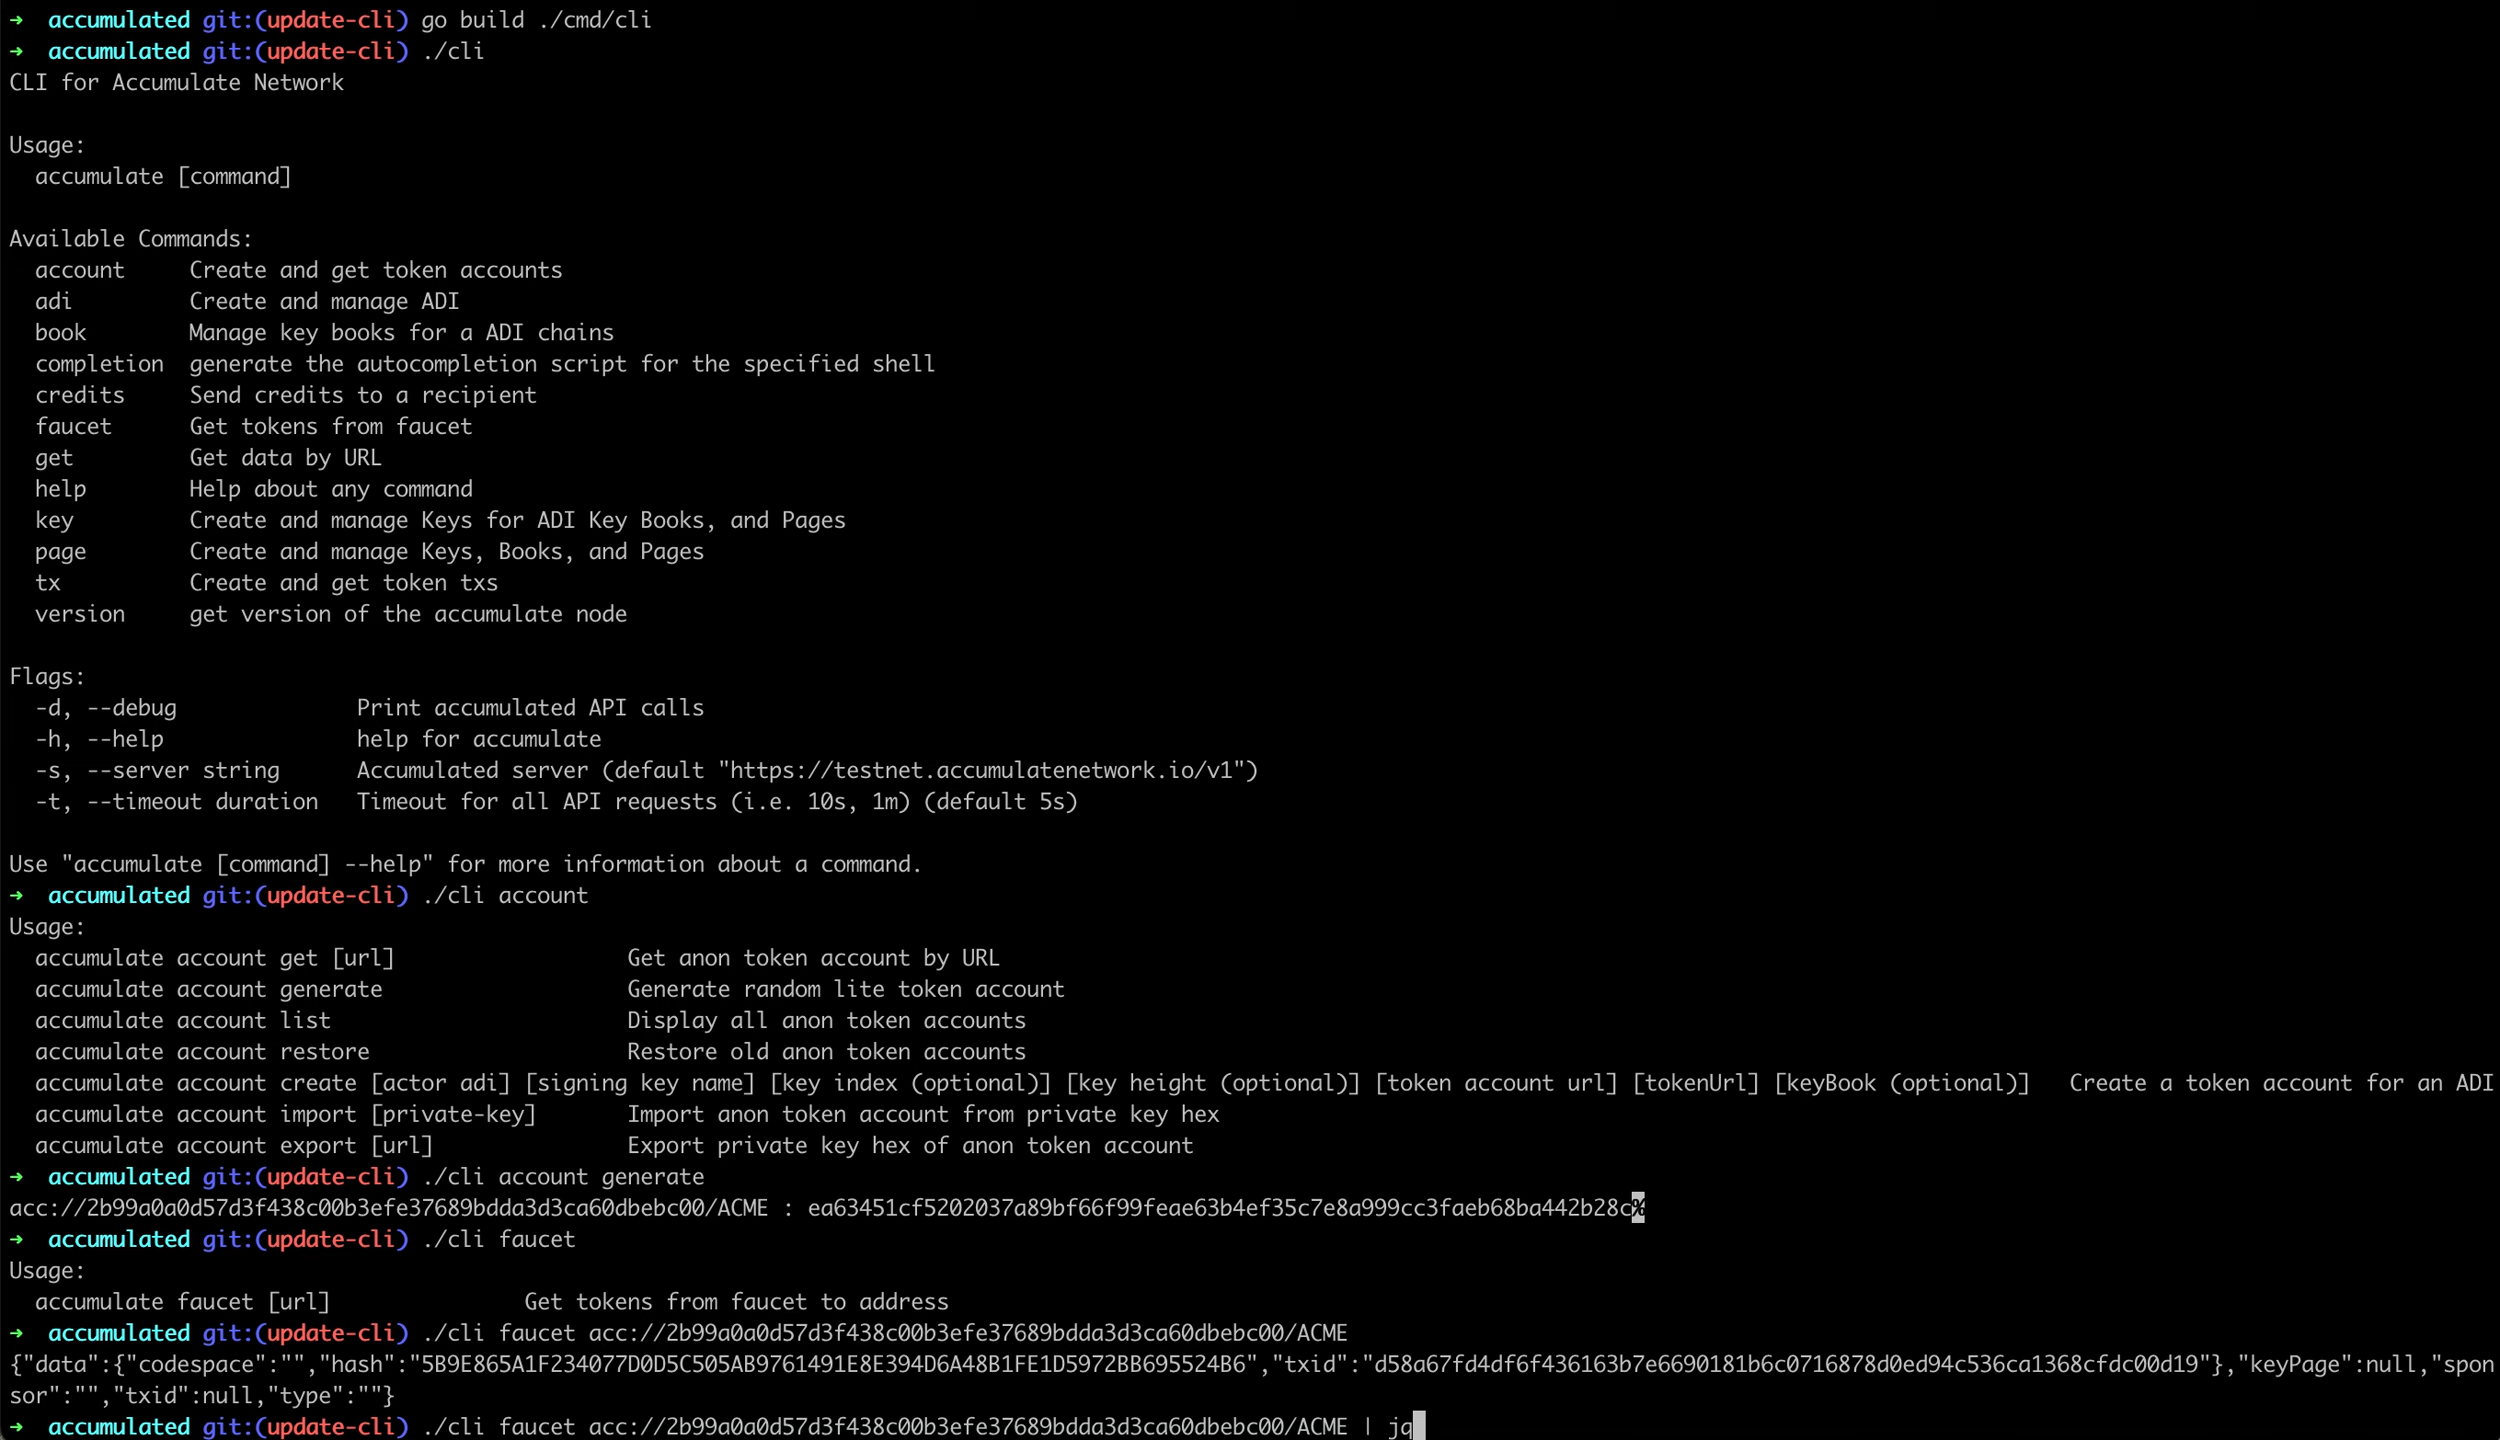 ➜  accumulated git:(update-cli) go build ./cmd/cli
➜  accumulated git:(update-cli) ./cli
CLI for Accumulate Network
Usage:
  accumulate [command]
Available Commands:
  account     Create and get token accounts
  adi         Create and manage ADI
  book        Manage key books for a ADI chains
  completion  generate the autocompletion script for the specified shell
  credits     Send credits to a recipient
  faucet      Get tokens from faucet
  get         Get data by URL
  help        Help about any command
  key         Create and manage Keys for ADI Key Books, and Pages
  page        Create and manage Keys, Books, and Pages
  tx          Create and get token txs
  version     get version of the accumulate node
Flags:
  -d, --debug              Print accumulated API calls
  -h, --help               help for accumulate
  -s, --server string      Accumulated server (default "https://testnet.accumulatenetwork.io/v1")
  -t, --timeout duration   Timeout for all API requests (i.e. 10s, 1m) (default 5s)
Use "accumulate [command] --help" for more information about a command.
➜  accumulated git:(update-cli) ./cli account
Usage:
  accumulate account get [url]                  Get anon token account by URL
  accumulate account generate                   Generate random lite token account
  accumulate account list                       Display all anon token accounts
  accumulate account restore                    Restore old anon token accounts
  accumulate account create [actor adi] [signing key name] [key index (optional)] [key height (optional)] [token account url] [tokenUrl] [keyBook (optional)]   Create a token account for an ADI
  accumulate account import [private-key]       Import anon token account from private key hex
  accumulate account export [url]               Export private key hex of anon token account
➜  accumulated git:(update-cli) ./cli account generate
acc://2b99a0a0d57d3f438c00b3efe37689bdda3d3ca60dbebc00/ACME : ea63451cf5202037a89bf66f99feae63b4ef35c7e8a999cc3faeb68ba442b28c%
➜  accumulated git:(update-cli) ./cli faucet
Usage:
  accumulate faucet [url]               Get tokens from faucet to address
➜  accumulated git:(update-cli) ./cli faucet acc://2b99a0a0d57d3f438c00b3efe37689bdda3d3ca60dbebc00/ACME
{"data":{"codespace":"","hash":"5B9E865A1F234077D0D5C505AB9761491E8E394D6A48B1FE1D5972BB695524B6","txid":"d58a67fd4df6f436163b7e6690181b6c0716878d0ed94c536ca1368cfdc00d19"},"keyPage":null,"spon
sor":"","txid":null,"type":""}
➜  accumulated git:(update-cli) ./cli faucet acc://2b99a0a0d57d3f438c00b3efe37689bdda3d3ca60dbebc00/ACME | jq